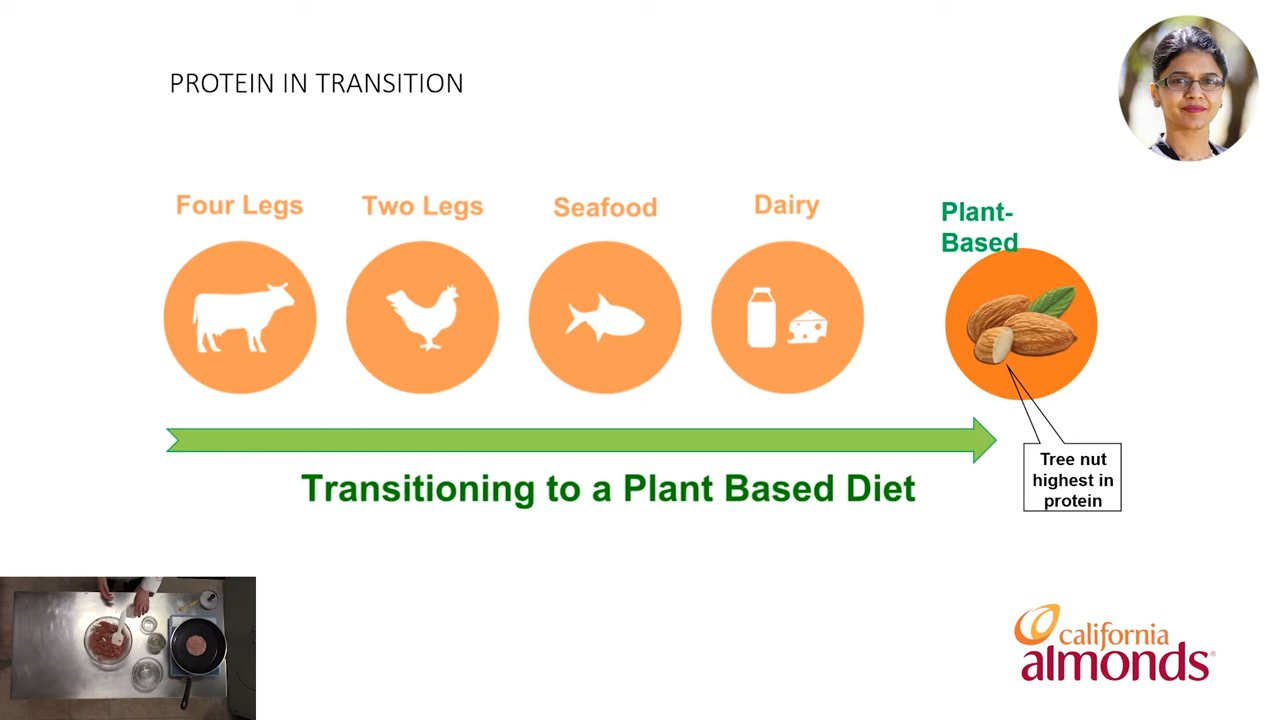 PROTEIN IN TRANSITION
Four Legs
Two Legs
Seafood
Dairy
Plant-
Based
Transitioning to a Plant Based Diet
Tree nut
highest in
protein
california
almonds®